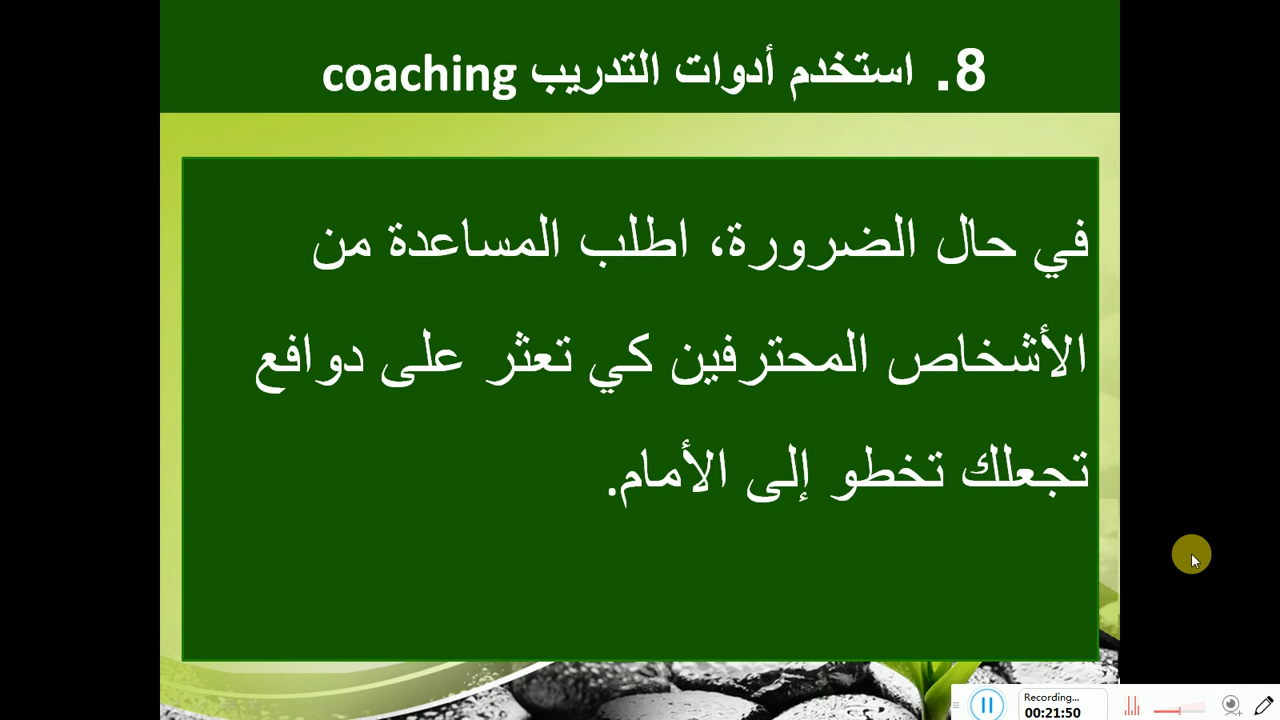 8. استخدم أدوات التدريب coaching
في حال الضرورة، اطلب المساعدة من
الأشخاص المحترفين كي تعثر على دوافع
تجعلك تخطو إلى الأمام.
Recording...
00:21:50